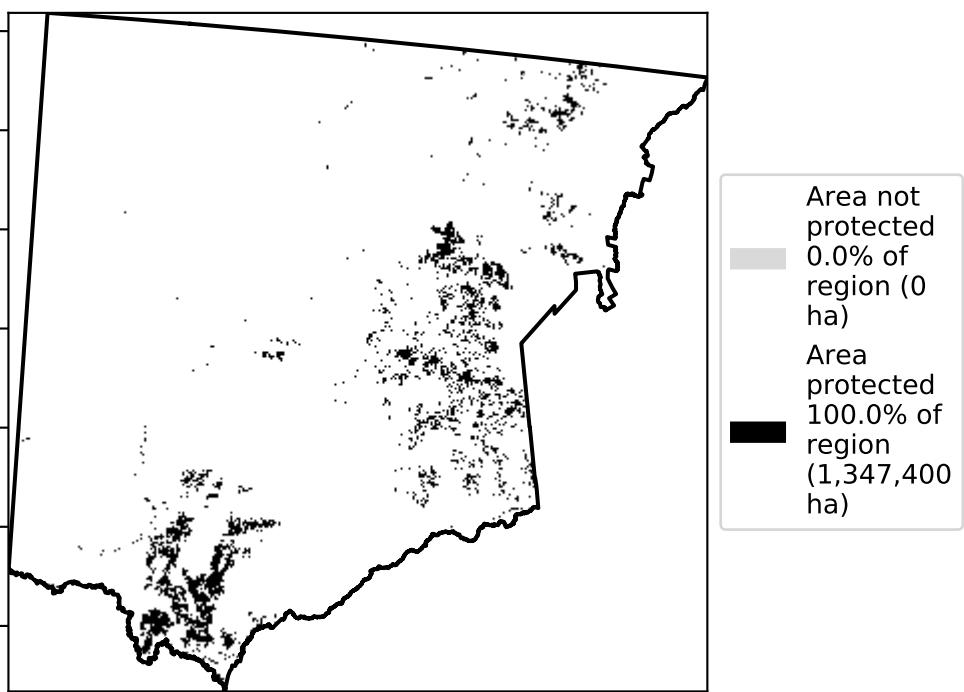 Area not
protected
0.0% of
region (0
ha)
Area
protected
100.0% of
region
(1,347,400
ha)